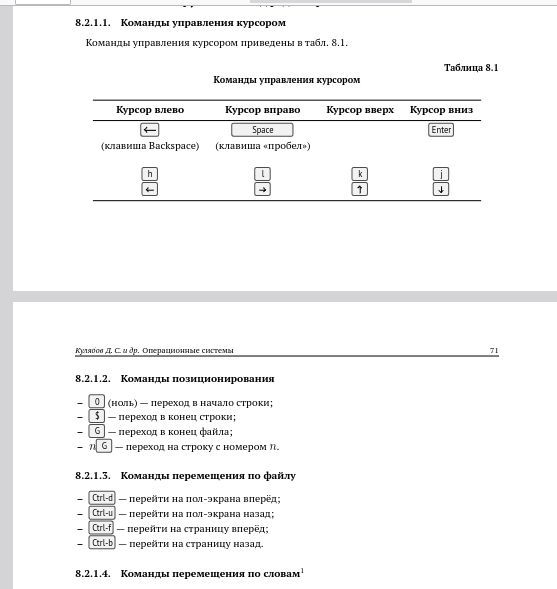 8.2.1.1. Команды управления курсором
Команды управления курсором приведены в табл. 8.1.
Таблица 8.1
Команды управления курсором
Курсор влево Курсор вправо Курсор вверх Курсор вниз
← Space Enter
(клавиша Backspace) (клавиша «пробел»)
h l k j
← → ↑ ↓
Кулябов Д. С. и др. Операционные системы 71
8.2.1.2. Команды позиционирования
– 0 (ноль) — переход в начало строки;
– $ — переход в конец строки;
– G — переход в конец файла;
– n G — переход на строку с номером n.
8.2.1.3. Команды перемещения по файлу
– Ctrl-d — перейти на пол-экрана вперёд;
– Ctrl-u — перейти на пол-экрана назад;
– Ctrl-f — перейти на страницу вперёд;
– Ctrl-b — перейти на страницу назад.
8.2.1.4. Команды перемещения по словам¹